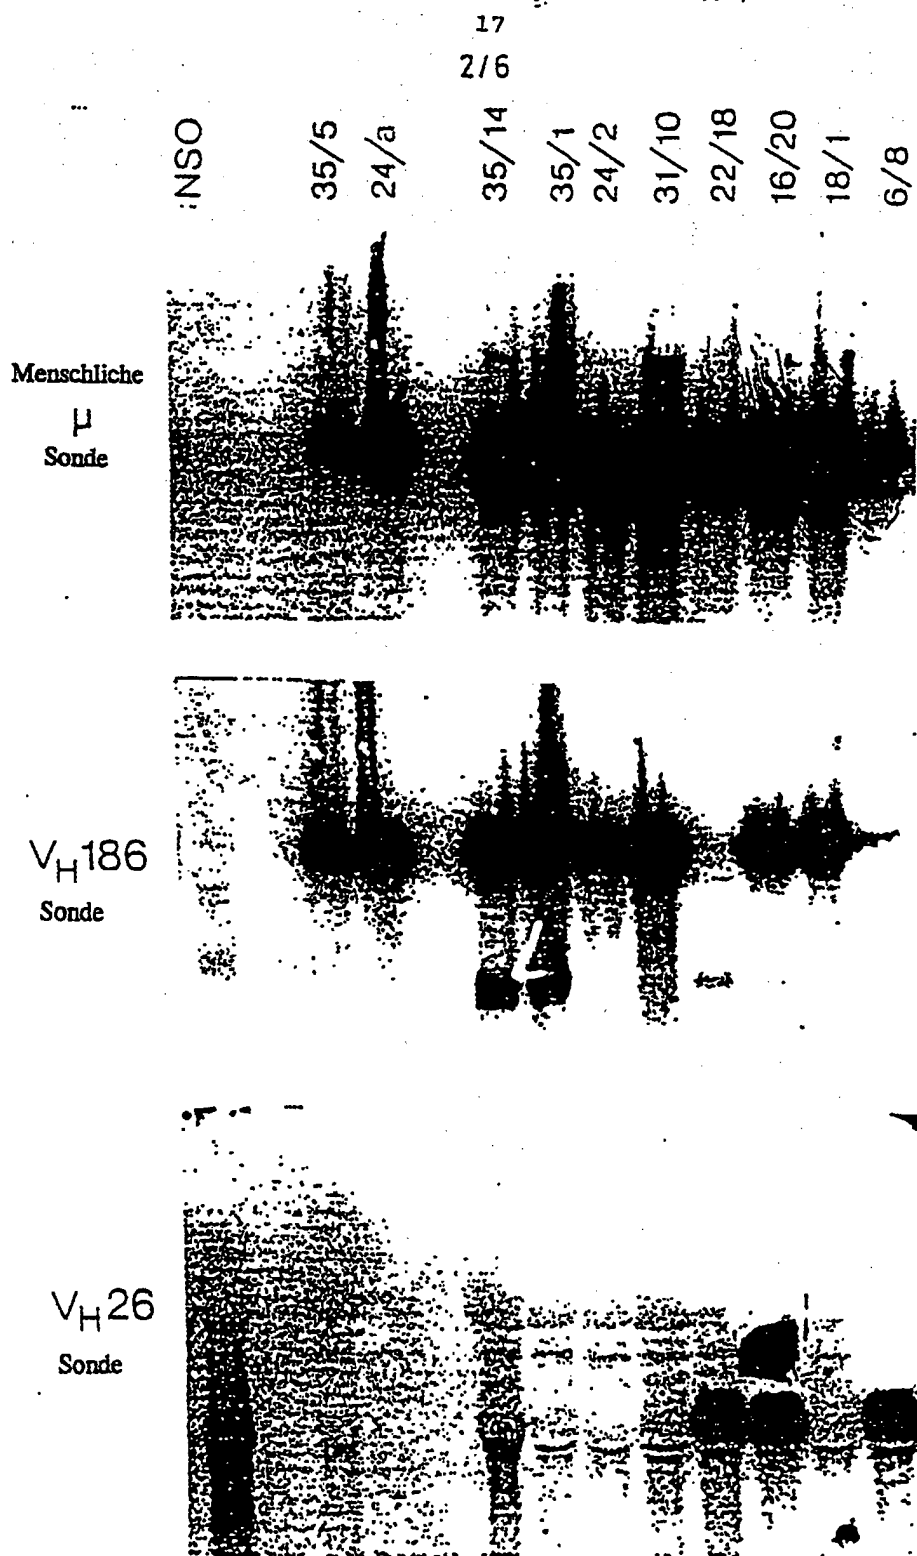 17
2/6
NSO
35/5
24/a
35/14
35/1
24/2
31/10
22/18
16/20
18/1
6/8
Menschliche
μ
Sonde
VH186
Sonde
VH26
Sonde